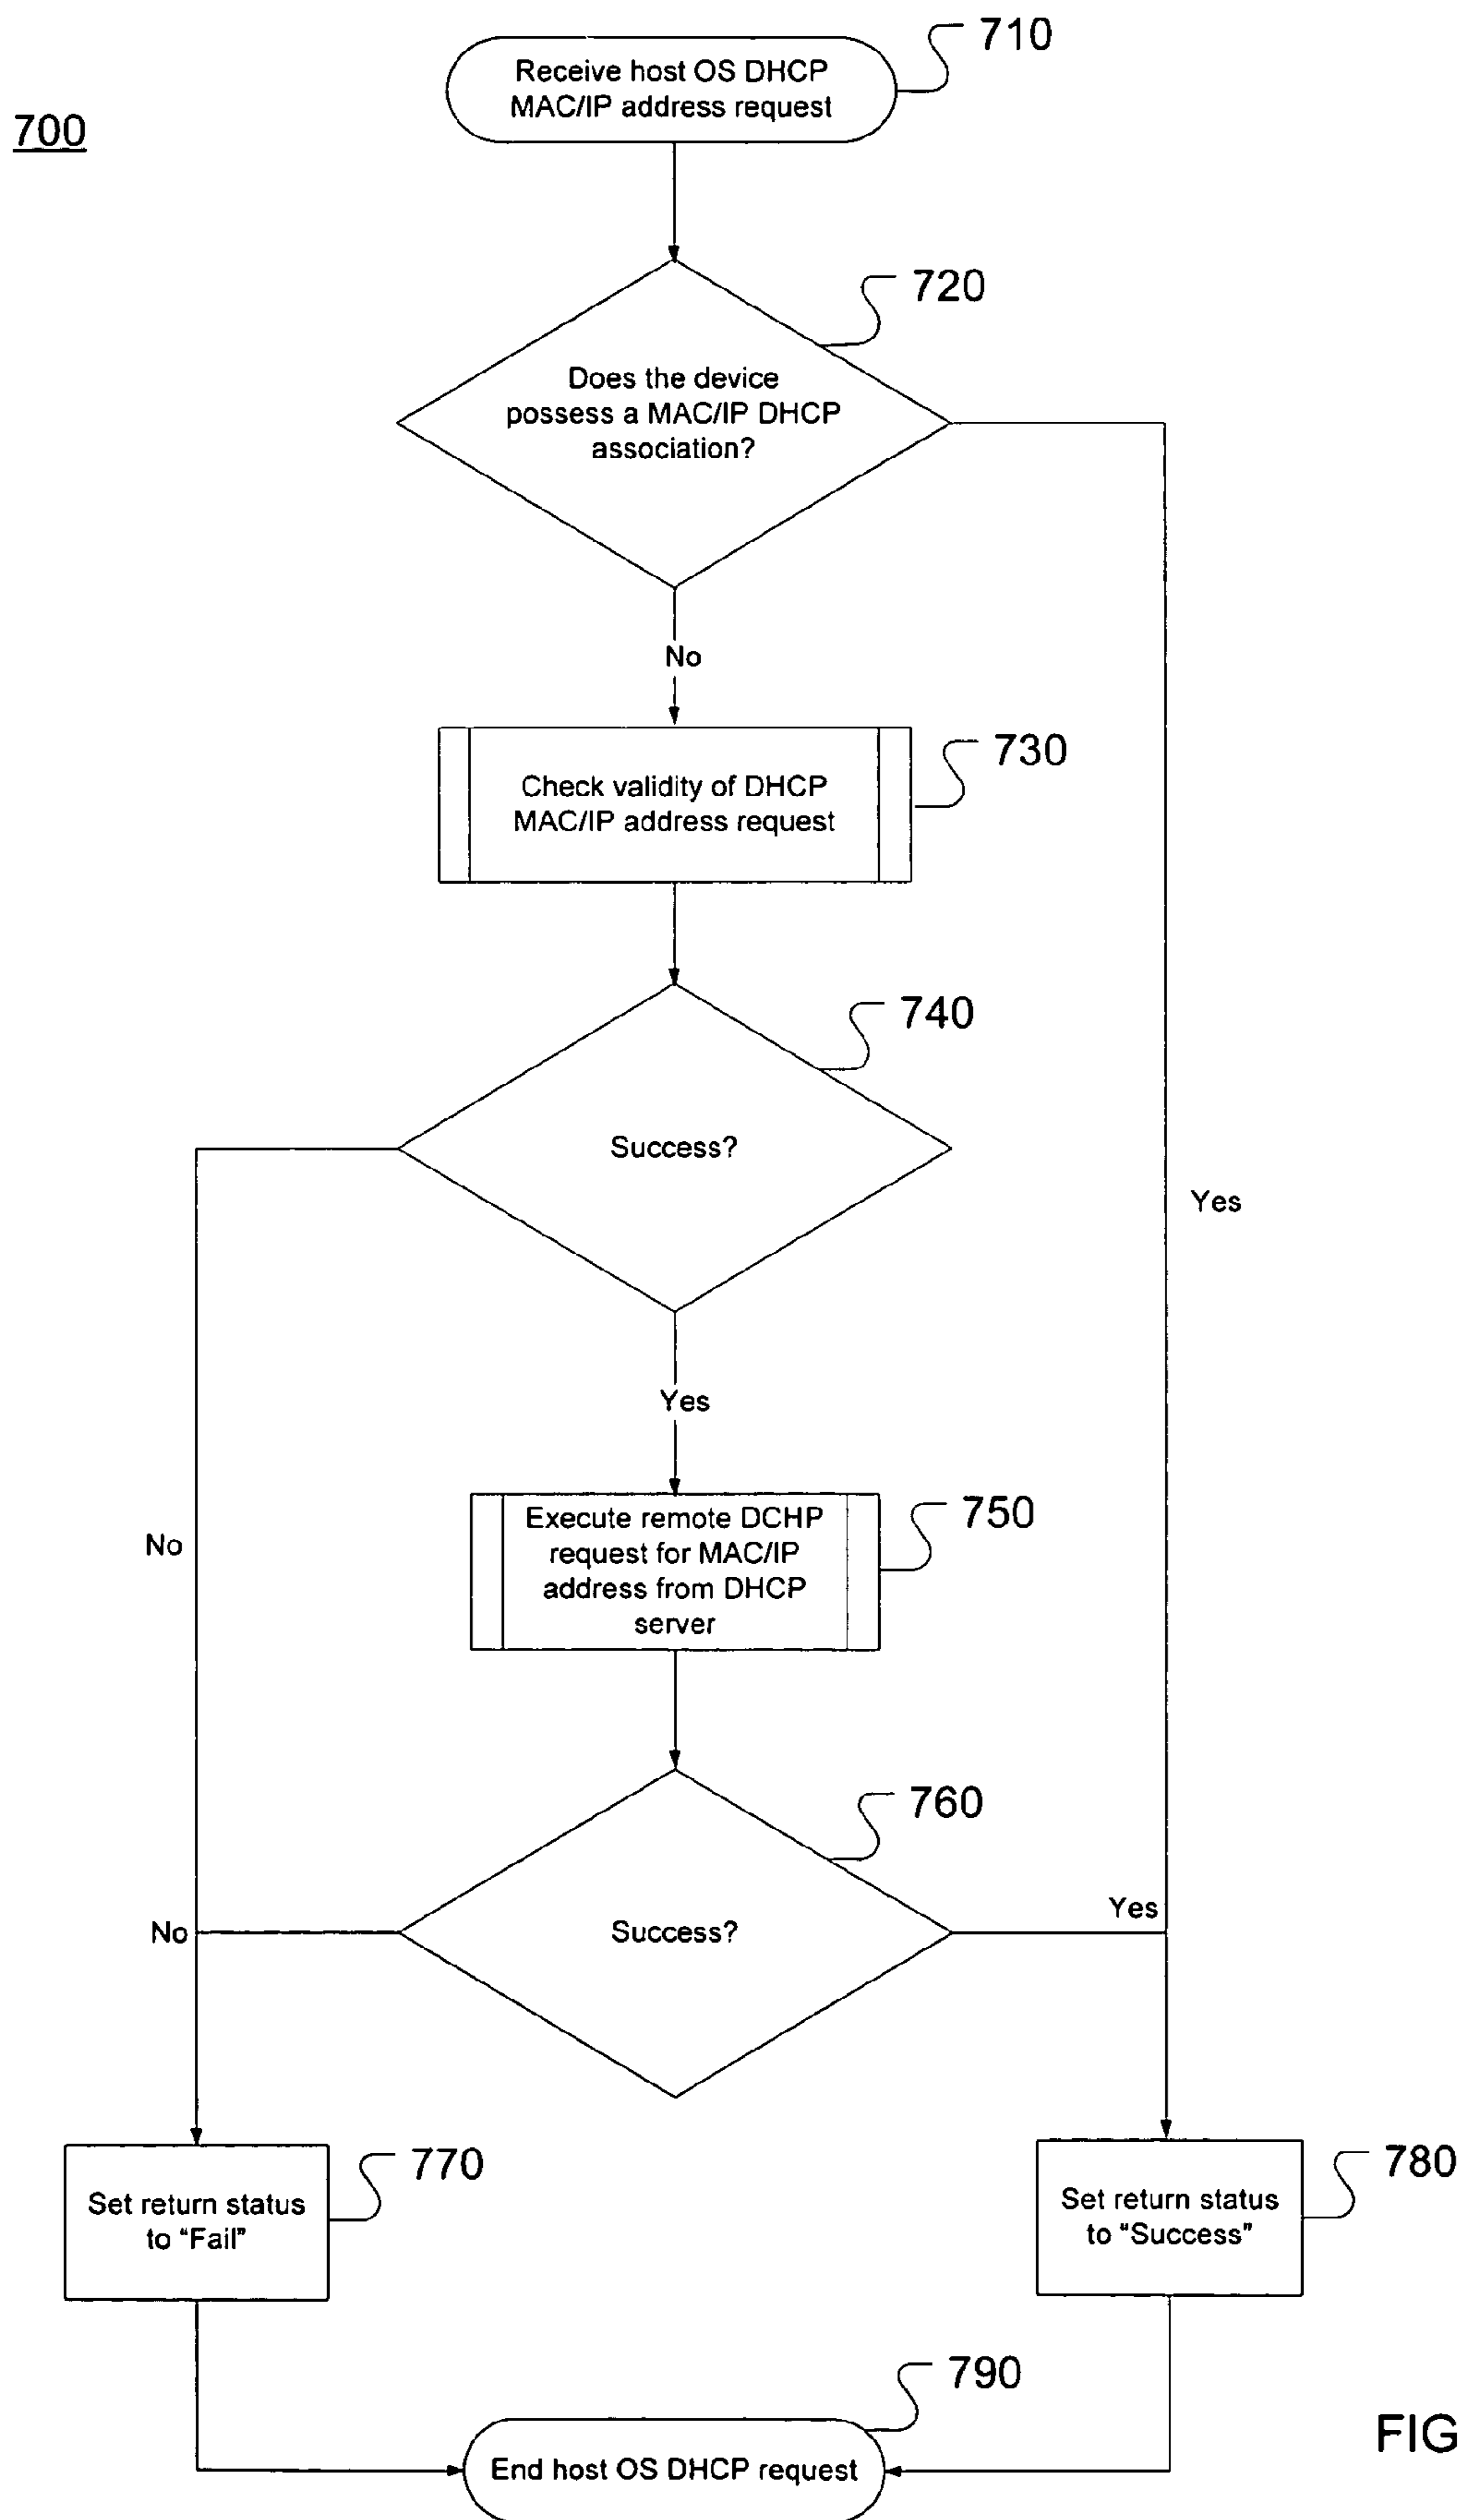 710
Receive host OS DHCP
MAC/IP address request
700
720
Does the device
possess a MAC/IP DHCP
association?
No
730
Check validity of DHCP
MAC/IP address request
740
Success?
Yes
Yes
750
Execute remote DCHP
request for MAC/IP
address from DHCP
server
No
760
Yes
No
Success?
770
Set return status
to “Fail”
780
Set return status
to “Success”
790
End host OS DHCP request
FIG